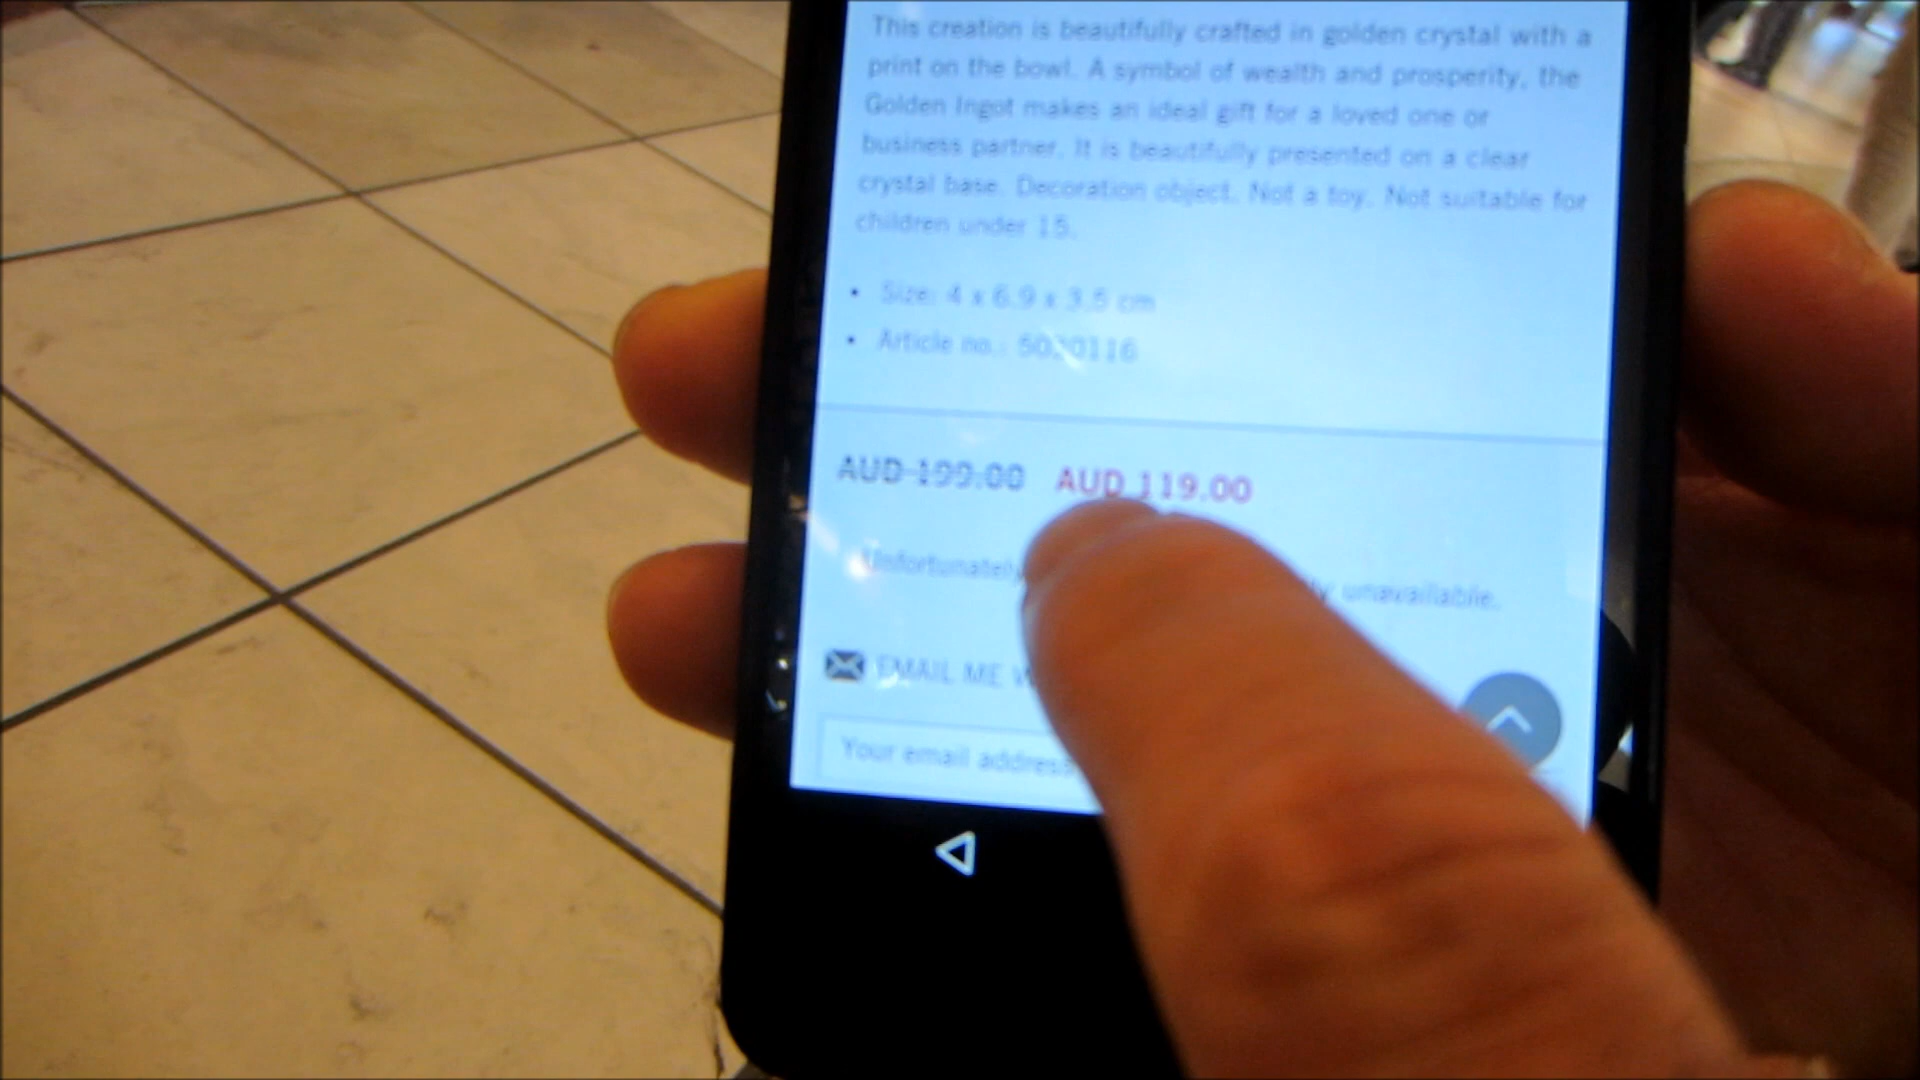 This creation is beautifully crafted in golden crystal with a
print on the bowl. A symbol of wealth and prosperity, the
Golden Ingot makes an ideal gift for a loved one or
business partner. It is beautifully presented on a clear
crystal base. Decoration object. Not a toy. Not suitable for
children under 15.
• Size: 4 x 6.9 x 3.5 cm
• Article no.:
AUD 199.00 AUD 119.00
Unfortunately unavailable.
EMAIL ME
Your email address